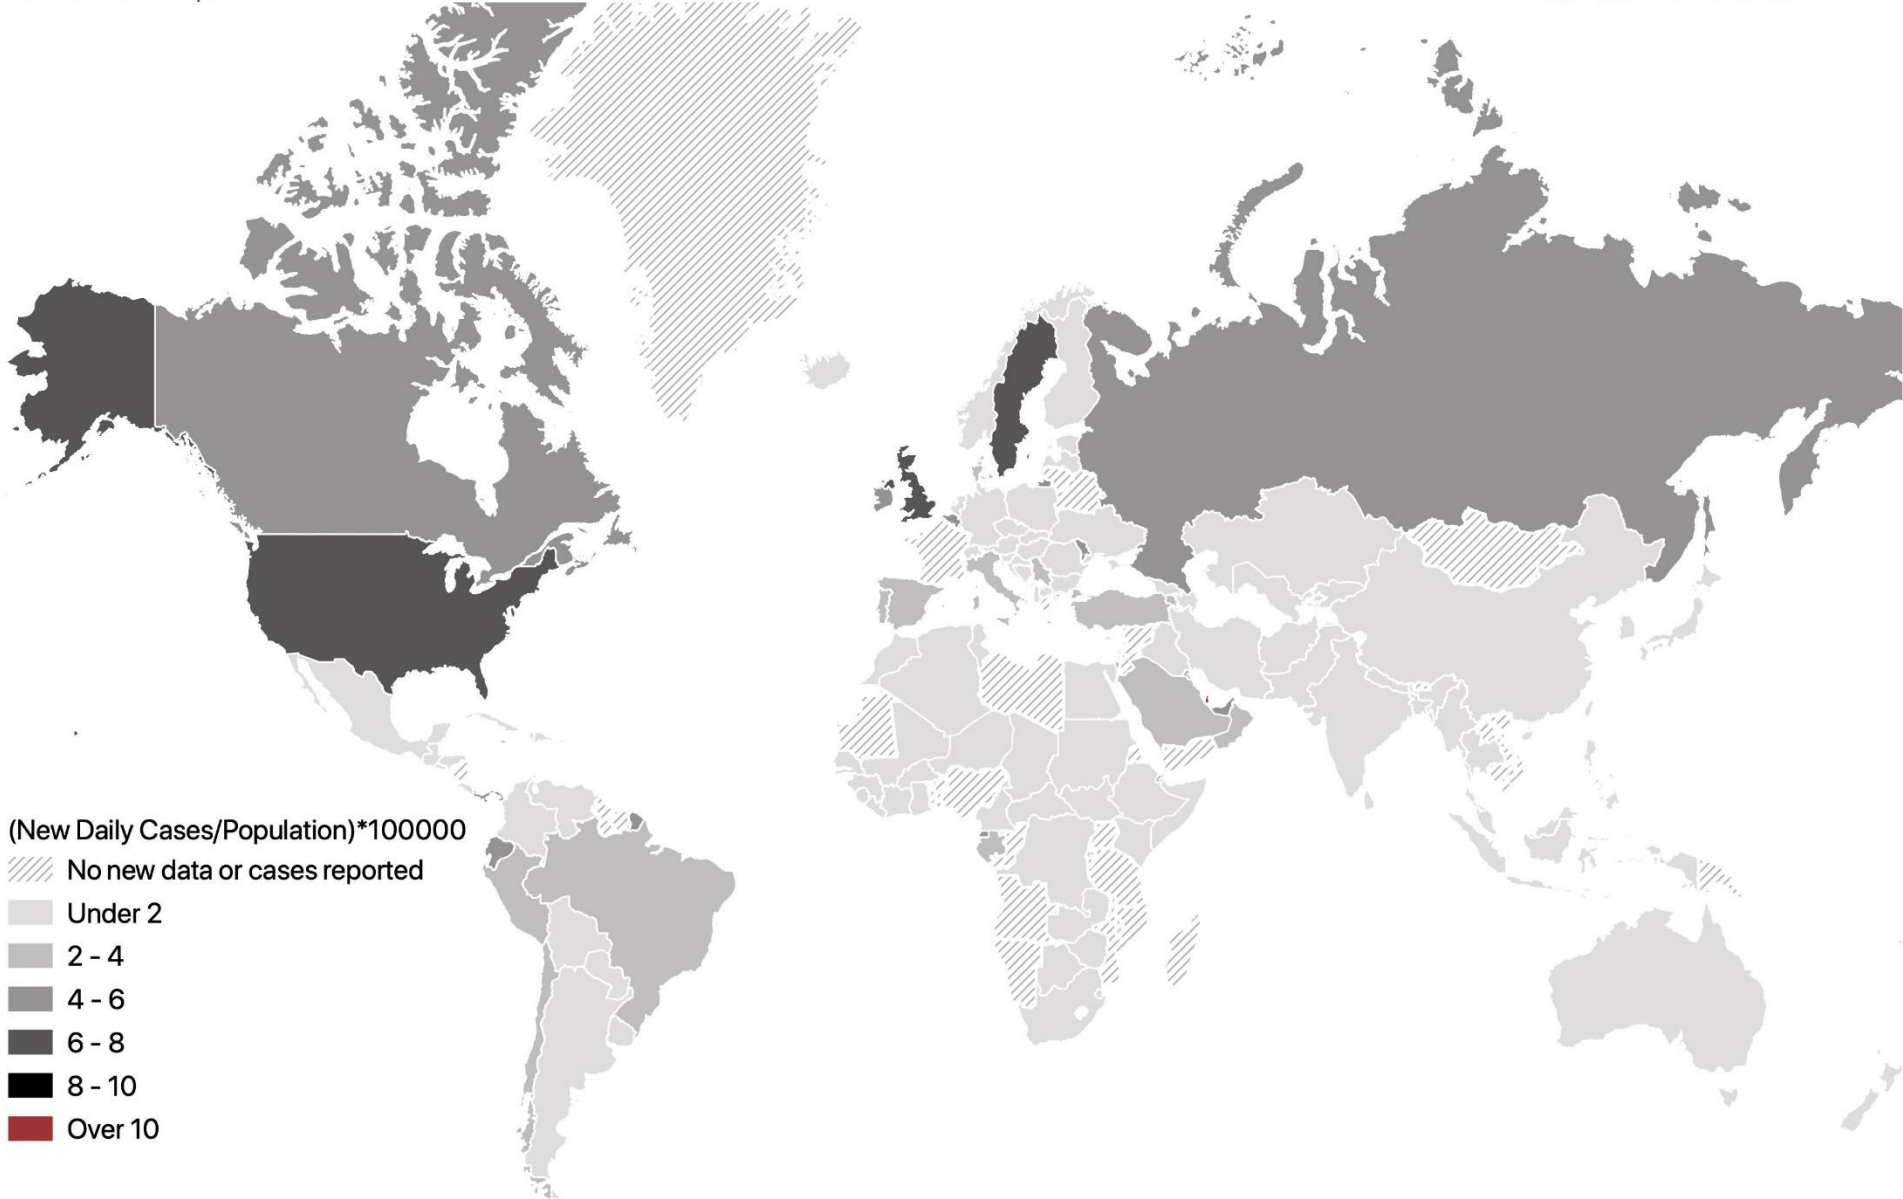 (New Daily Cases/Population)*100000
No new data or cases reported
Under 2
2 - 4
4 - 6
6 - 8
8 - 10
Over 10